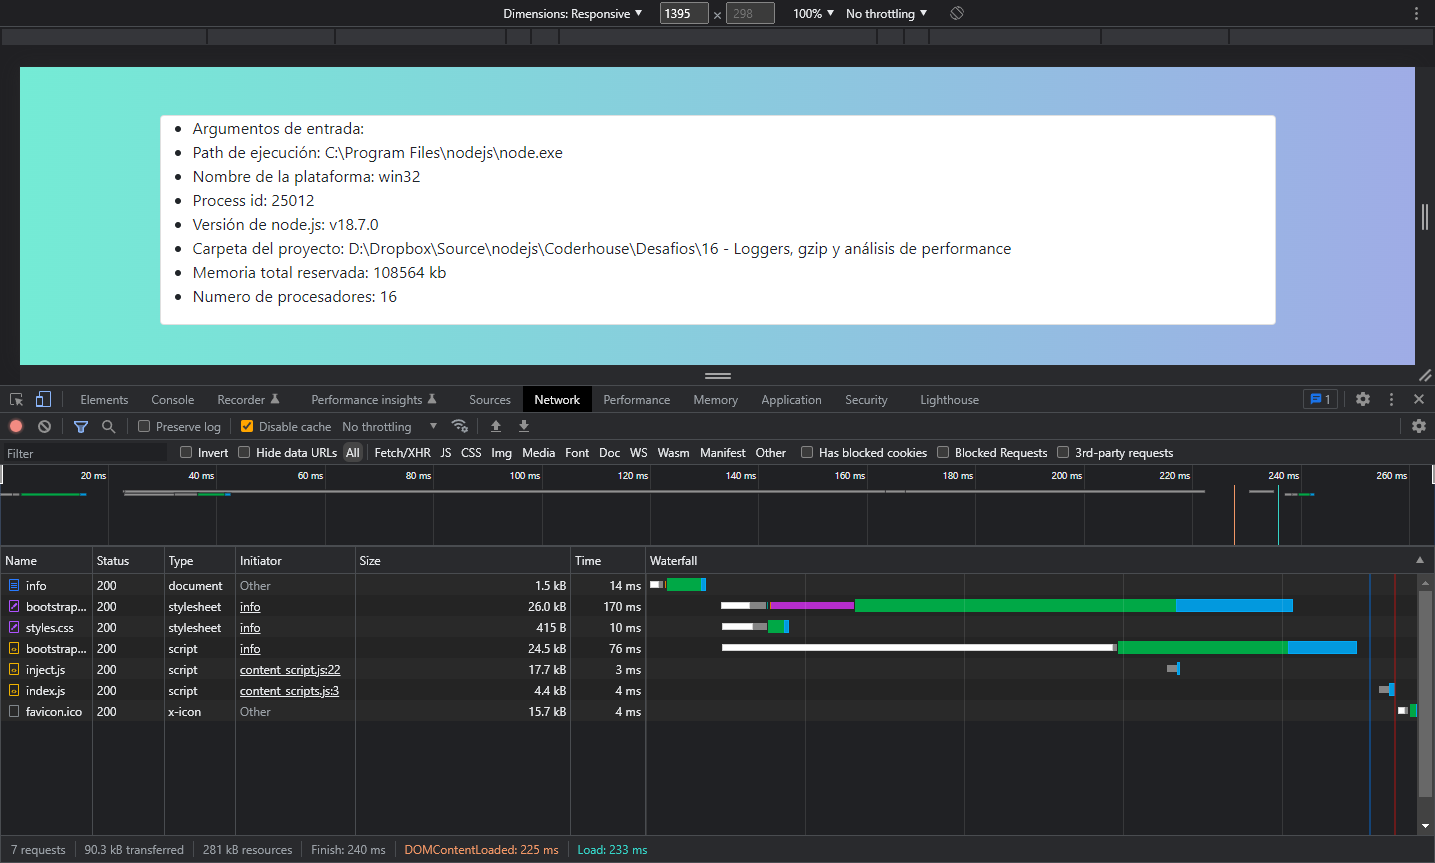 Dimensions: Responsive ▼ 1395 × 298 100% ▼ No throttling ▼
Argumentos de entrada:
Path de ejecución: C:\Program Files\nodejs\node.exe
Nombre de la plataforma: win32
Process id: 25012
Versión de node.js: v18.7.0
Carpeta del proyecto: D:\Dropbox\Source\nodejs\Coderhouse\Desafios\16 - Loggers, gzip y análisis de performance
Memoria total reservada: 108564 kb
Numero de procesadores: 16
Elements Console Recorder Performance insights Sources Network Performance Memory Application Security Lighthouse 1
Preserve log Disable cache No throttling ▼
Filter Invert Hide data URLs All Fetch/XHR JS CSS Img Media Font Doc WS Wasm Manifest Other Has blocked cookies Blocked Requests 3rd-party requests
20 ms 40 ms 60 ms 80 ms 100 ms 120 ms 140 ms 160 ms 180 ms 200 ms 220 ms 240 ms 260 ms
Name Status Type Initiator Size Time Waterfall
info 200 document Other 1.5 kB 14 ms
bootstrap... 200 stylesheet info 26.0 kB 170 ms
styles.css 200 stylesheet info 415 B 10 ms
bootstrap... 200 script info 24.5 kB 76 ms
inject.js 200 script content_script.js:22 17.7 kB 3 ms
index.js 200 script content_scripts.js:3 4.4 kB 4 ms
favicon.ico 200 x-icon Other 15.7 kB 4 ms
7 requests 90.3 kB transferred 281 kB resources Finish: 240 ms DOMContentLoaded: 225 ms Load: 233 ms